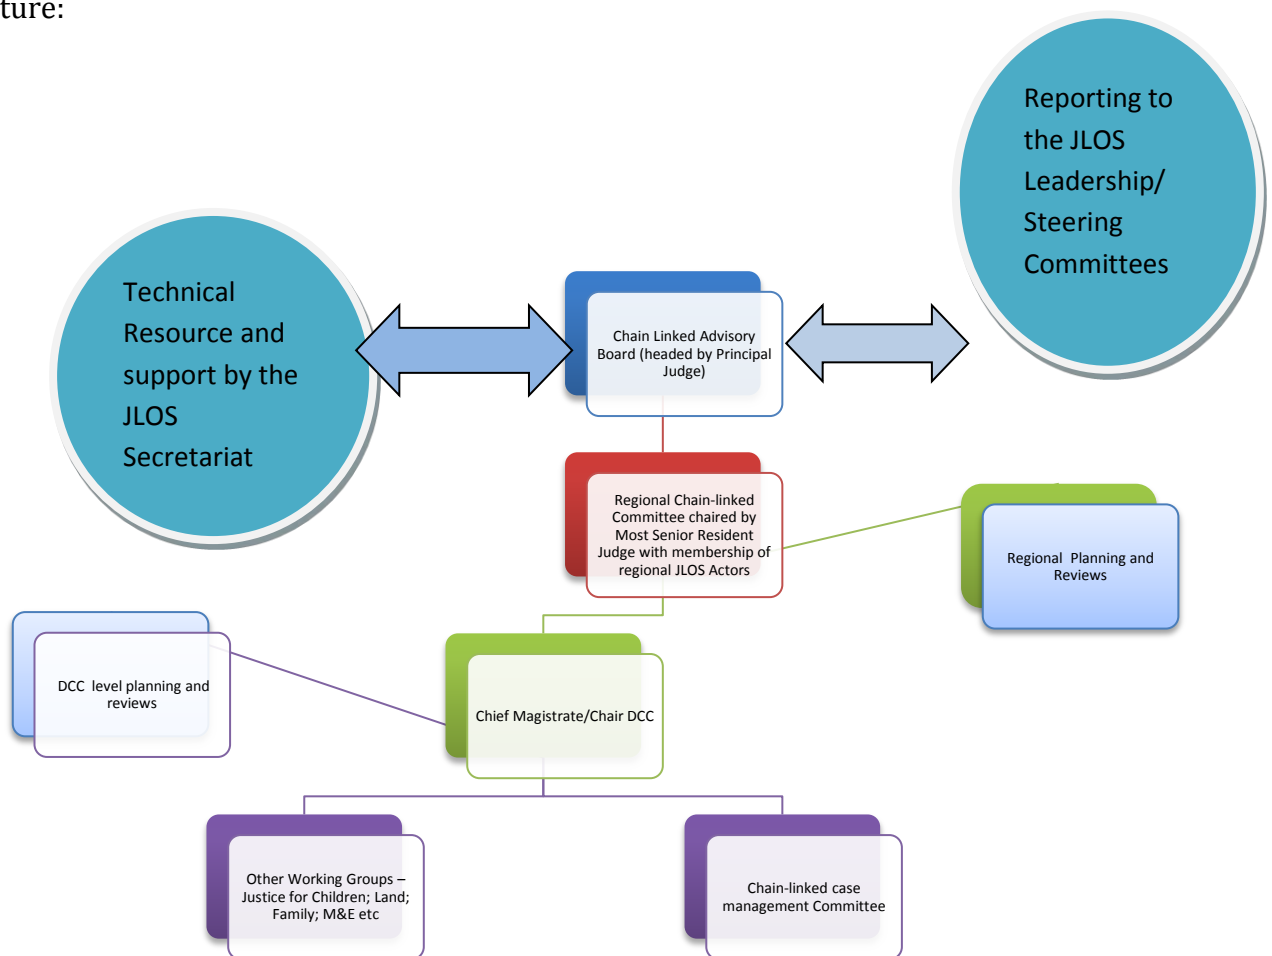 ture:
Reporting to
the JLOS
Leadership/
Steering
Committees
Technical
Resource and
support by the
JLOS
Secretariat
Chain Linked Advisory
Board (headed by Principal
Judge)
Regional Chain-linked
Committee chaired by
Most Senior Resident
Judge with membership of
regional JLOS Actors
Regional  Planning and
Reviews
DCC  level planning and
reviews
Chief Magistrate/Chair DCC
Other Working Groups –
Justice for Children; Land;
Family; M&E etc
Chain-linked case
management Committee